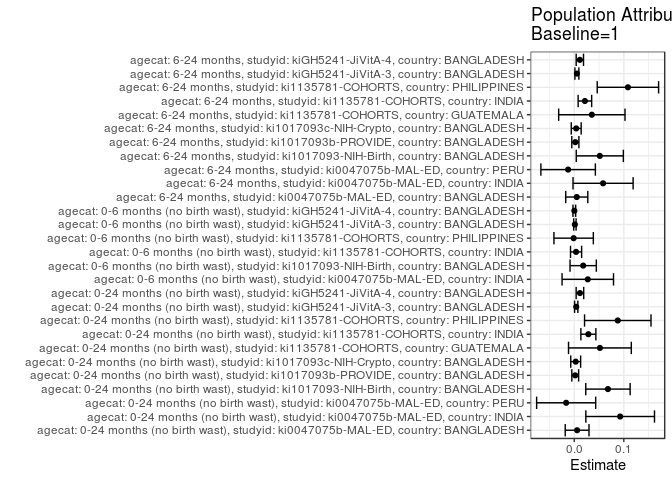 Population Attribu
Baseline=1
agecat: 6-24 months, studyid: kiGH5241-JiVitA-4, country: BANGLADESH
agecat: 6-24 months, studyid: kiGH5241-JiVitA-3, country: BANGLADESH
agecat: 6-24 months, studyid: ki1135781-COHORTS, country: PHILIPPINES
agecat: 6-24 months, studyid: ki1135781-COHORTS, country: INDIA
agecat: 6-24 months, studyid: ki1135781-COHORTS, country: GUATEMALA
agecat: 6-24 months, studyid: ki1017093c-NIH-Crypto, country: BANGLADESH
agecat: 6-24 months, studyid: ki1017093b-PROVIDE, country: BANGLADESH
agecat: 6-24 months, studyid: ki1017093-NIH-Birth, country: BANGLADESH
agecat: 6-24 months, studyid: ki0047075b-MAL-ED, country: PERU
agecat: 6-24 months, studyid: ki0047075b-MAL-ED, country: INDIA
agecat: 6-24 months, studyid: ki0047075b-MAL-ED, country: BANGLADESH
agecat: 0-6 months (no birth wast), studyid: kiGH5241-JiVitA-4, country: BANGLADESH
agecat: 0-6 months (no birth wast), studyid: kiGH5241-JiVitA-3, country: BANGLADESH
agecat: 0-6 months (no birth wast), studyid: ki1135781-COHORTS, country: PHILIPPINES
agecat: 0-6 months (no birth wast), studyid: ki1135781-COHORTS, country: INDIA
agecat: 0-6 months (no birth wast), studyid: ki1017093-NIH-Birth, country: BANGLADESH
agecat: 0-6 months (no birth wast), studyid: ki0047075b-MAL-ED, country: INDIA
agecat: 0-24 months (no birth wast), studyid: kiGH5241-JiVitA-4, country: BANGLADESH
agecat: 0-24 months (no birth wast), studyid: kiGH5241-JiVitA-3, country: BANGLADESH
agecat: 0-24 months (no birth wast), studyid: ki1135781-COHORTS, country: PHILIPPINES
agecat: 0-24 months (no birth wast), studyid: ki1135781-COHORTS, country: INDIA
agecat: 0-24 months (no birth wast), studyid: ki1135781-COHORTS, country: GUATEMALA
agecat: 0-24 months (no birth wast), studyid: ki1017093c-NIH-Crypto, country: BANGLADESH
agecat: 0-24 months (no birth wast), studyid: ki1017093b-PROVIDE, country: BANGLADESH
agecat: 0-24 months (no birth wast), studyid: ki1017093-NIH-Birth, country: BANGLADESH
agecat: 0-24 months (no birth wast), studyid: ki0047075b-MAL-ED, country: PERU
agecat: 0-24 months (no birth wast), studyid: ki0047075b-MAL-ED, country: INDIA
agecat: 0-24 months (no birth wast), studyid: ki0047075b-MAL-ED, country: BANGLADESH
0.0 0.1
Estimate